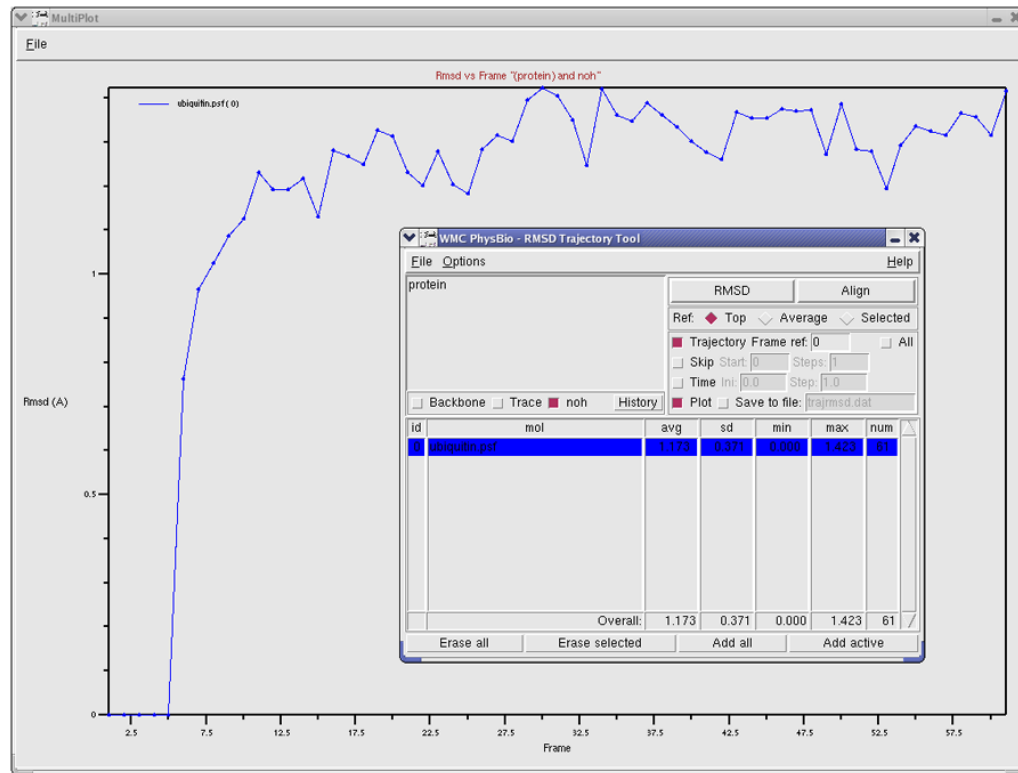 MultiPlot
File
Rmsd vs Frame "(protein) and noh"
ubiquitin.psf ( 0)
1
Rmsd (A)
0.5
0
2.5 7.5 12.5 17.5 22.5 27.5 32.5 37.5 42.5 47.5 52.5 57.5
Frame
WMC PhysBio - RMSD Trajectory Tool
File Options Help
protein
RMSD Align
Ref: Top Average Selected
Trajectory Frame ref: 0 All
Skip Start: 0 Steps: 1
Time Ini: 0.0 Step: 1.0
Backbone Trace noh History
Plot Save to file: trajrmsd.dat
id mol avg sd min max num
0 ubiquitin.psf 1.173 0.371 0.000 1.423 61
Overall: 1.173 0.371 0.000 1.423 61
Erase all Erase selected Add all Add active